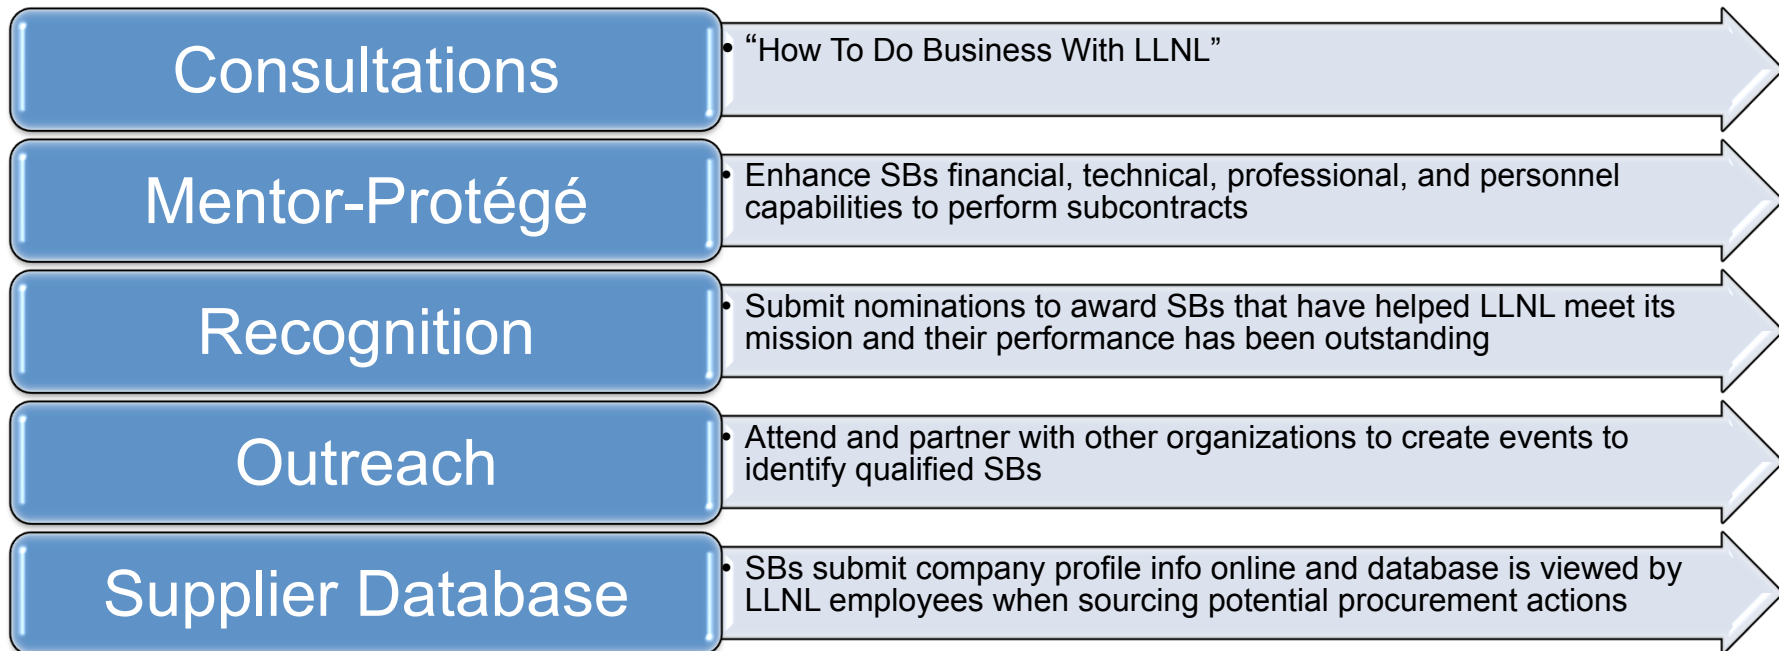 Consultations
• “How To Do Business With LLNL”
Mentor-Protégé
• Enhance SBs financial, technical, professional, and personnel
capabilities to perform subcontracts
Recognition
• Submit nominations to award SBs that have helped LLNL meet its
mission and their performance has been outstanding
Outreach
• Attend and partner with other organizations to create events to
identify qualified SBs
Supplier Database
• SBs submit company profile info online and database is viewed by
LLNL employees when sourcing potential procurement actions